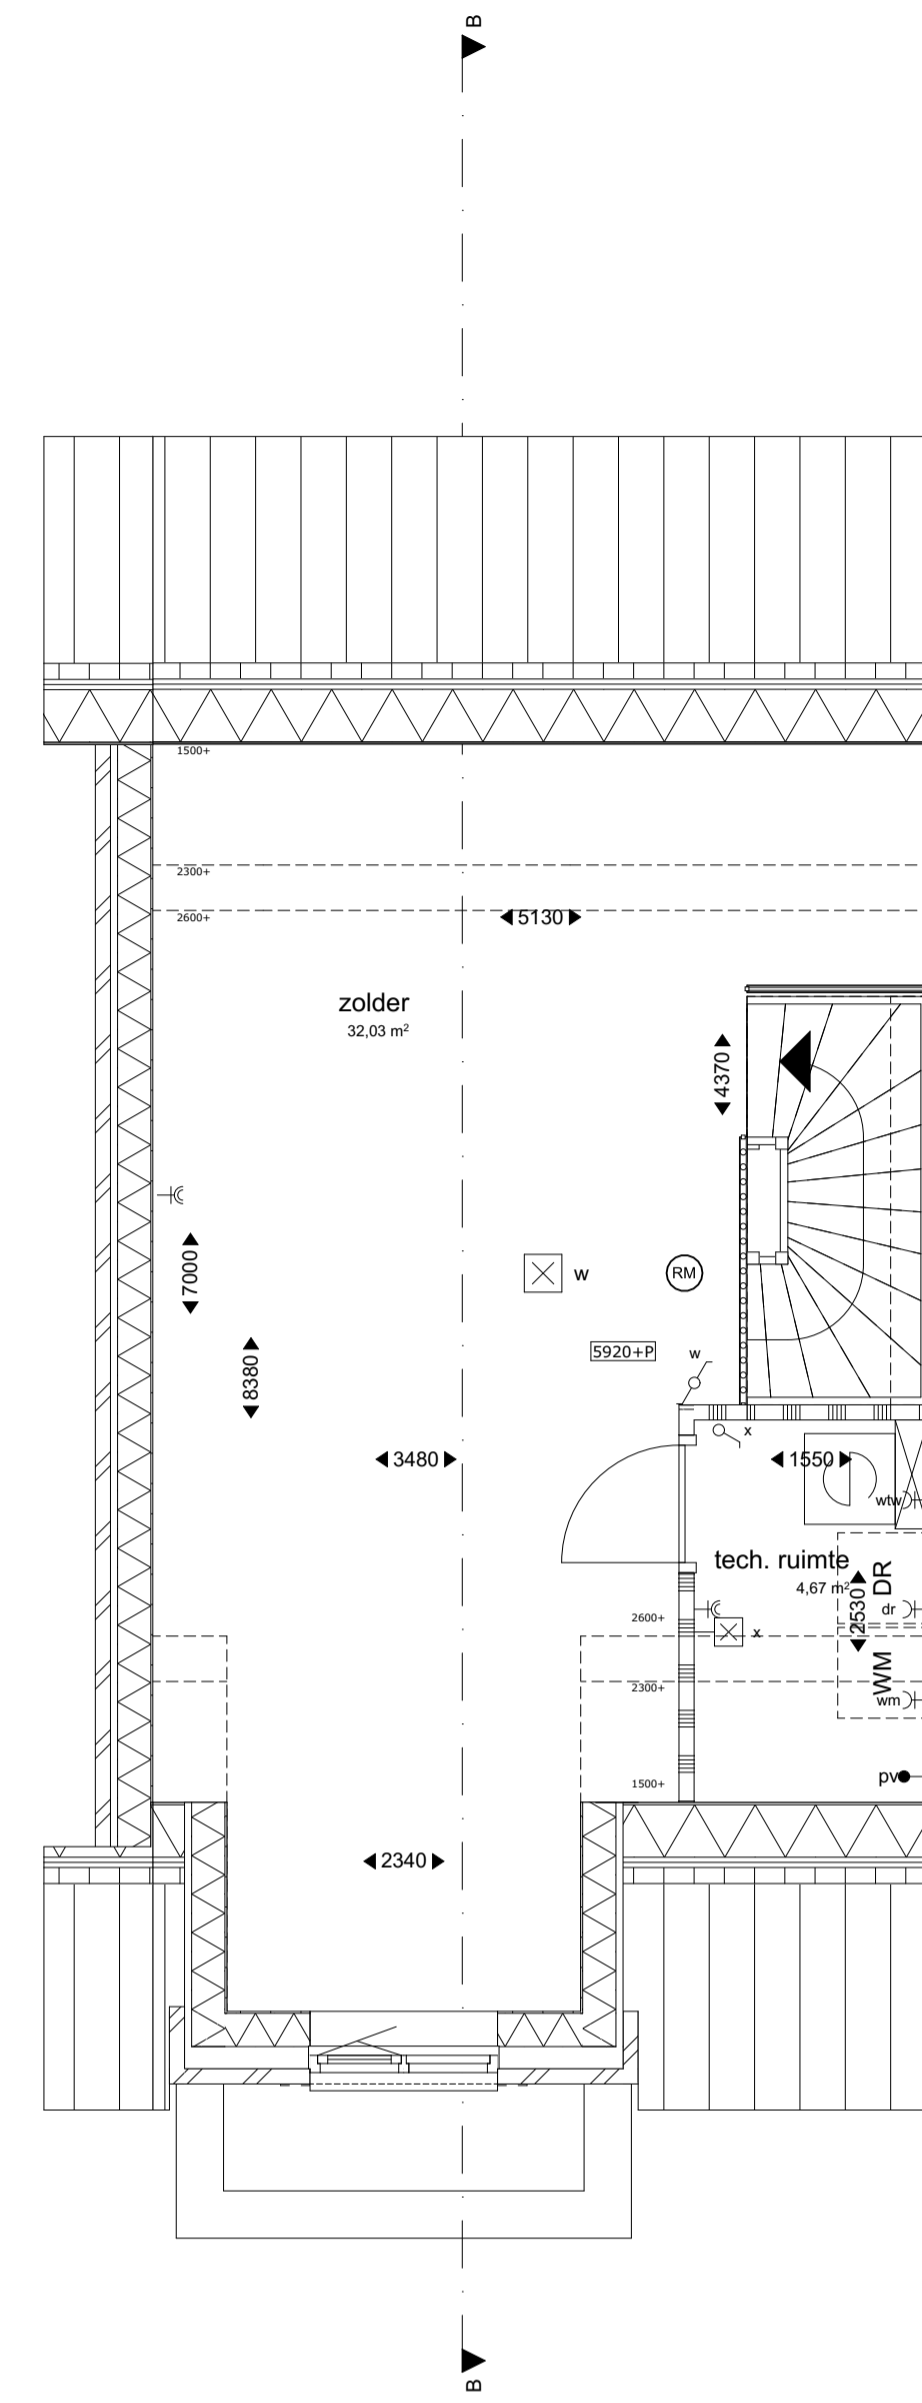 B
1500+
2300+
2600+
5130
zolder
32,03 m²
4370
7000
w
RM
8380
5920+P
w
x
3480
1550
wtw
tech. ruimte
4,67 m²
DR
2530
dr
2600+
x
WM
2300+
wm
pv
1500+
2340
B